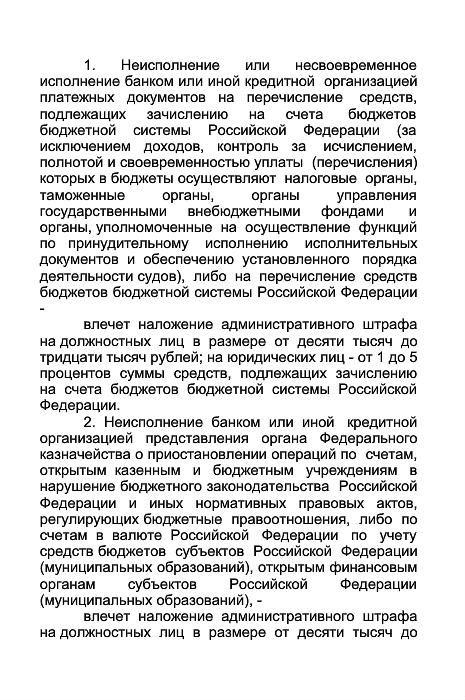 1. Неисполнение или несвоевременное
исполнение банком или иной кредитной организацией
платежных документов на перечисление средств,
подлежащих зачислению на счета бюджетов
бюджетной системы Российской Федерации (за
исключением доходов, контроль за исчислением,
полнотой и своевременностью уплаты (перечисления)
которых в бюджеты осуществляют налоговые органы,
таможенные органы, органы управления
государственными внебюджетными фондами и
органы, уполномоченные на осуществление функций
по принудительному исполнению исполнительных
документов и обеспечению установленного порядка
деятельности судов), либо на перечисление средств
бюджетов бюджетной системы Российской Федерации
-
влечет наложение административного штрафа
на должностных лиц в размере от десяти тысяч до
тридцати тысяч рублей; на юридических лиц - от 1 до 5
процентов суммы средств, подлежащих зачислению
на счета бюджетов бюджетной системы Российской
Федерации.
2. Неисполнение банком или иной кредитной
организацией представления органа Федерального
казначейства о приостановлении операций по счетам,
открытым казенным и бюджетным учреждениям в
нарушение бюджетного законодательства Российской
Федерации и иных нормативных правовых актов,
регулирующих бюджетные правоотношения, либо по
счетам в валюте Российской Федерации по учету
средств бюджетов субъектов Российской Федерации
(муниципальных образований), открытым финансовым
органам субъектов Российской Федерации
(муниципальных образований), -
влечет наложение административного штрафа
на должностных лиц в размере от десяти тысяч до